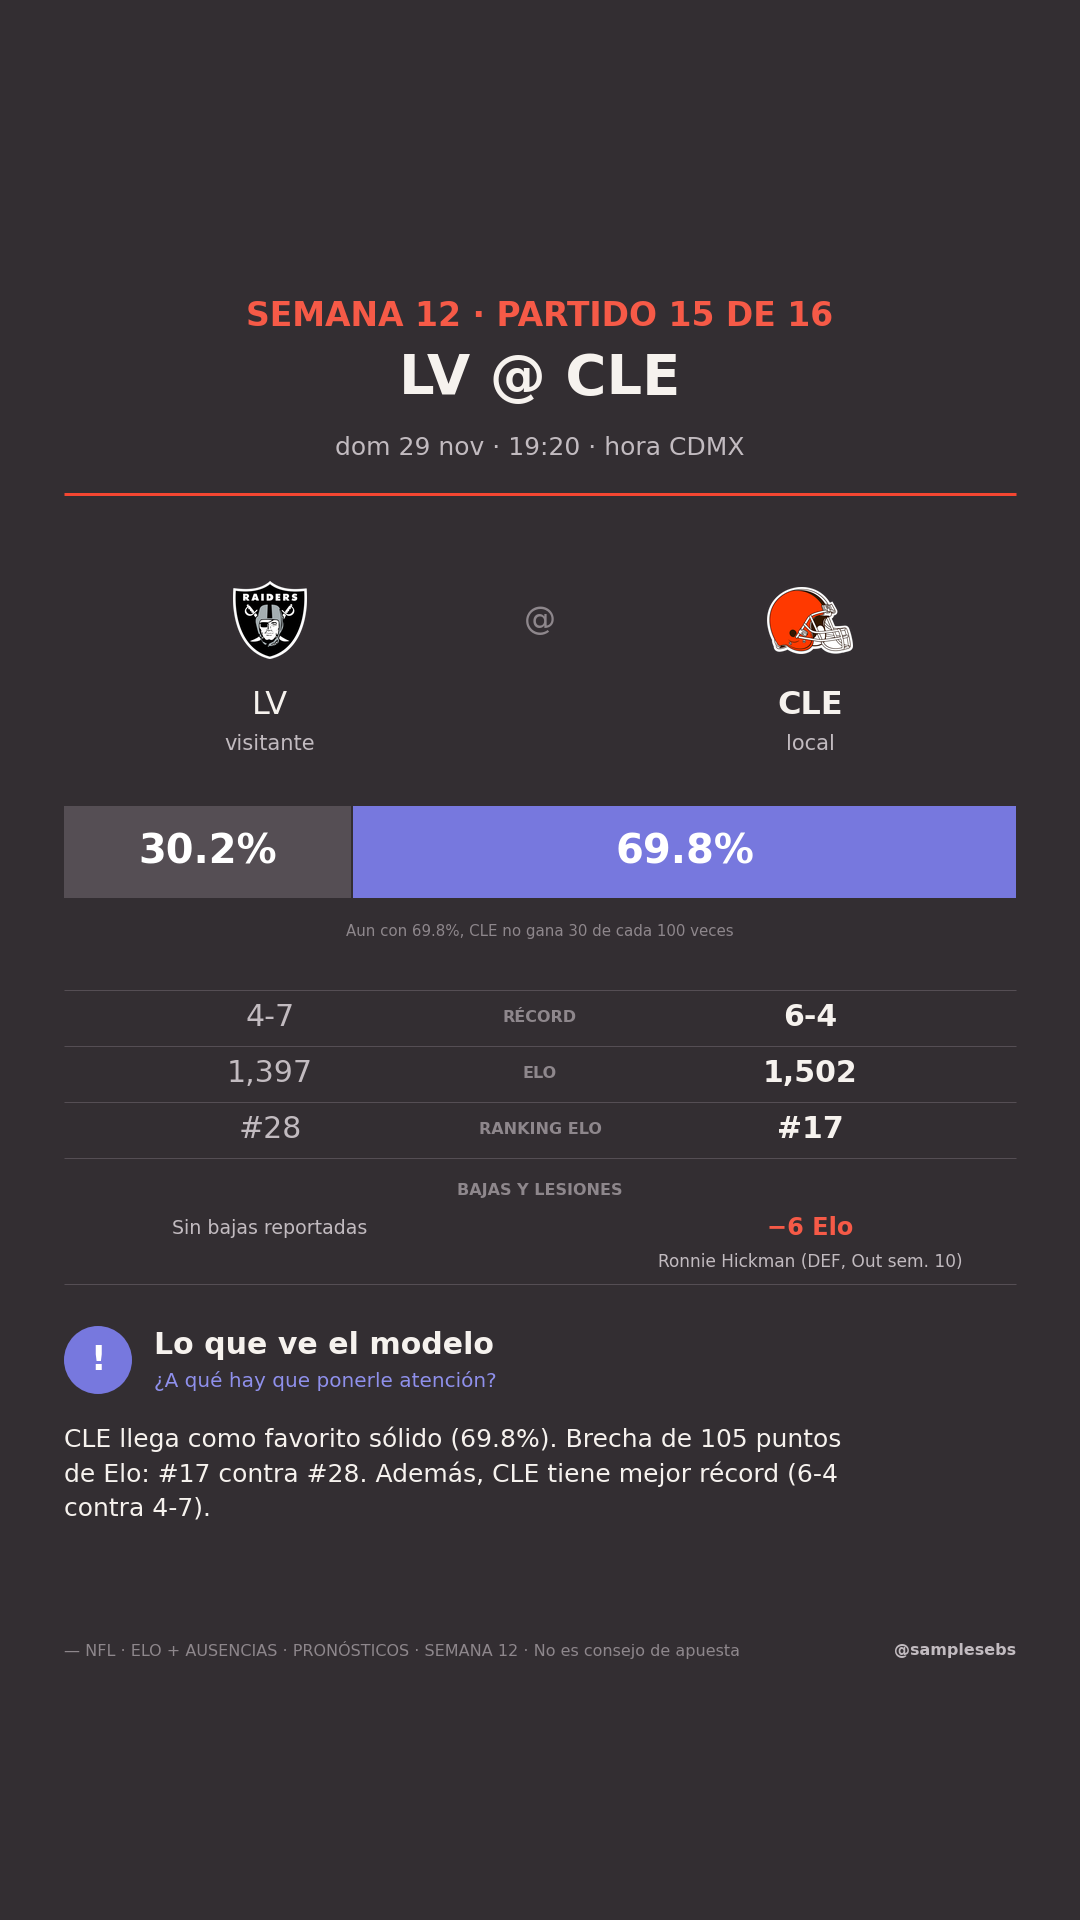 SEMANA 12 · PARTIDO 15 DE 16
LV @ CLE
dom 29 nov · 19:20 · hora CDMX
RAIDERS
@
LV
CLE
visitante
local
30.2%
69.8%
Aun con 69.8%, CLE no gana 30 de cada 100 veces
4-7 RÉCORD 6-4
1,397 ELO 1,502
#28 RANKING ELO #17
BAJAS Y LESIONES
Sin bajas reportadas
−6 Elo
Ronnie Hickman (DEF, Out sem. 10)
!
Lo que ve el modelo
¿A qué hay que ponerle atención?
CLE llega como favorito sólido (69.8%). Brecha de 105 puntos
de Elo: #17 contra #28. Además, CLE tiene mejor récord (6-4
contra 4-7).
— NFL · ELO + AUSENCIAS · PRONÓSTICOS · SEMANA 12 · No es consejo de apuesta
@samplesebs